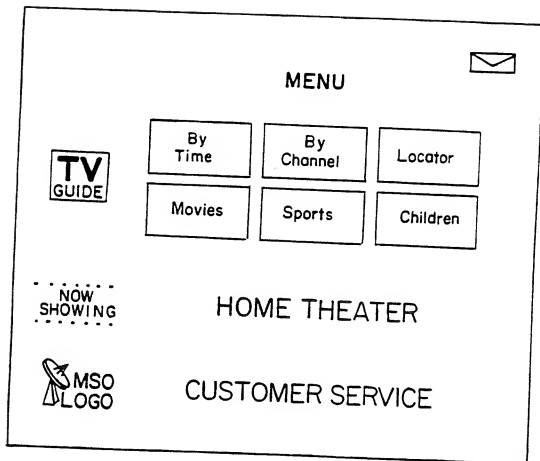 MENU
By
Time
By
Channel
Locator
TV
GUIDE
Movies
Sports
Children
NOW
SHOWING
HOME THEATER
MSO
LOGO
CUSTOMER SERVICE